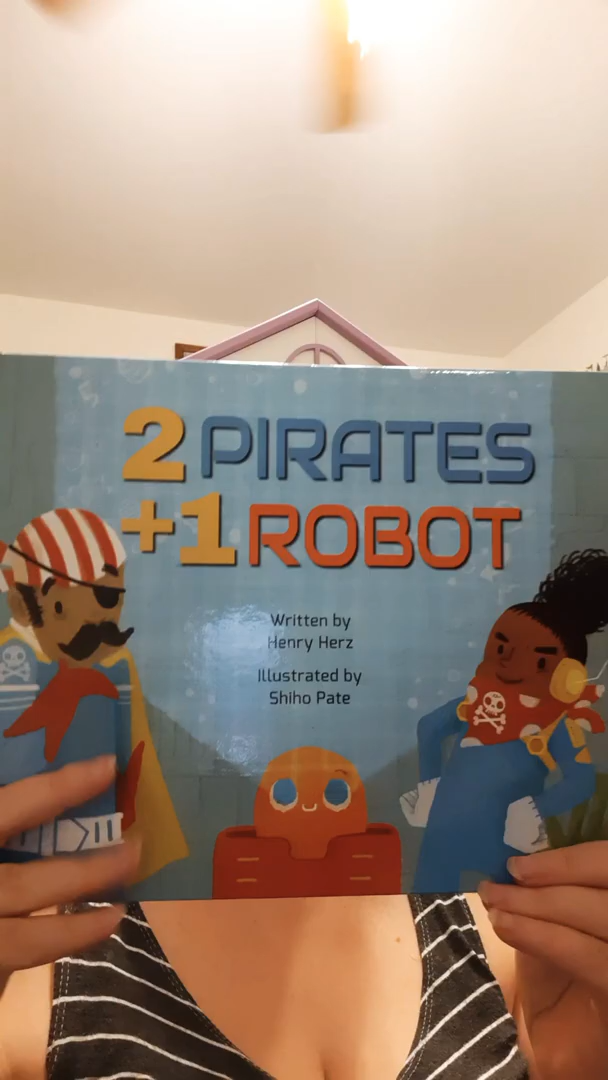 2 PIRATES
+1 ROBOT
Written by
Henry Herz
Illustrated by
Shiho Pate